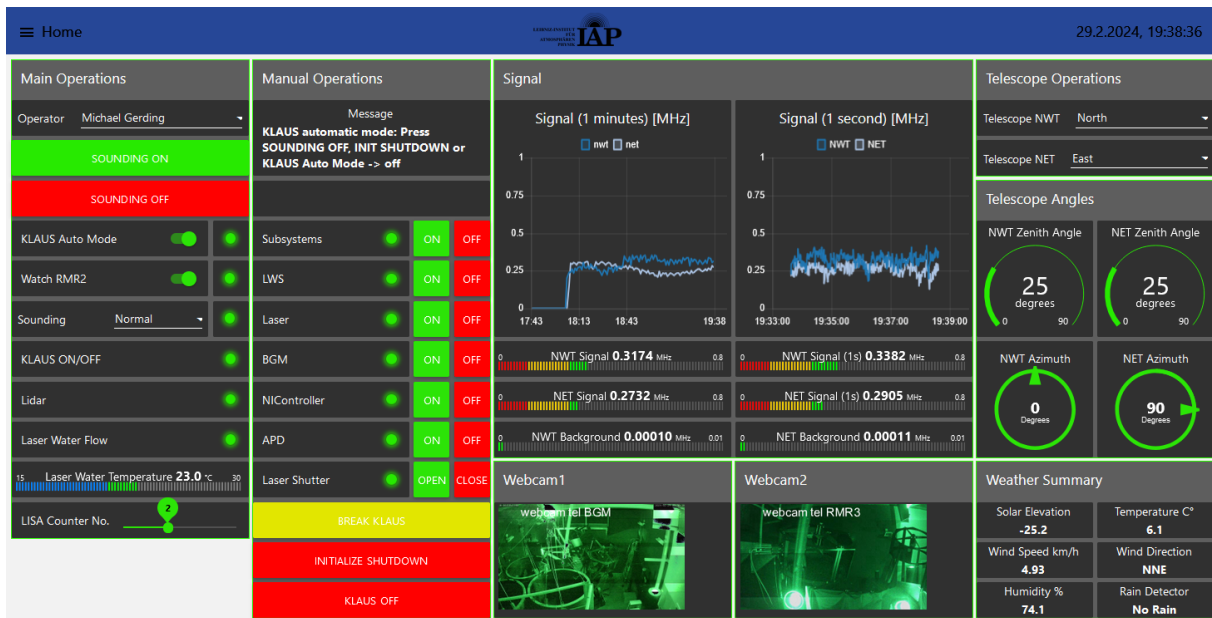 Home
LEIBNIZ-INSTITUT
FÜR
ATMOSPHÄREN
PHYSIK
IAP
29.2.2024, 19:38:36
Main Operations
Operator Michael Gerding
SOUNDING ON
SOUNDING OFF
KLAUS Auto Mode
Watch RMR2
Sounding Normal
KLAUS ON/OFF
Lidar
Laser Water Flow
15 Laser Water Temperature 23.0 °C 30
2
LISA Counter No.
Manual Operations
Message
KLAUS automatic mode: Press
SOUNDING OFF, INIT SHUTDOWN or
KLAUS Auto Mode -> off
Subsystems ON OFF
LWS ON OFF
Laser ON OFF
BGM ON OFF
NIController ON OFF
APD ON OFF
Laser Shutter OPEN CLOSE
BREAK KLAUS
INITIALIZE SHUTDOWN
KLAUS OFF
Signal
Signal (1 minutes) [MHz]
nwt net
1
0.75
0.5
0.25
0
17:43 18:13 18:43 19:38
Signal (1 second) [MHz]
NWT NET
1
0.75
0.5
0.25
0
19:33:00 19:35:00 19:37:00 19:39:00
0 NWT Signal 0.3174 MHz 0.8
0 NWT Signal (1s) 0.3382 MHz 0.8
0 NET Signal 0.2732 MHz 0.8
0 NET Signal (1s) 0.2905 MHz 0.8
0 NWT Background 0.00010 MHz 0.01
0 NET Background 0.00011 MHz 0.01
Webcam1
webcam tel BGM
Webcam2
webcam tel RMR3
Telescope Operations
Telescope NWT North
Telescope NET East
Telescope Angles
NWT Zenith Angle
25
degrees
0 90
NET Zenith Angle
25
degrees
0 90
NWT Azimuth
0
Degrees
NET Azimuth
90
Degrees
Weather Summary
Solar Elevation
-25.2
Temperature C°
6.1
Wind Speed km/h
4.93
Wind Direction
NNE
Humidity %
74.1
Rain Detector
No Rain